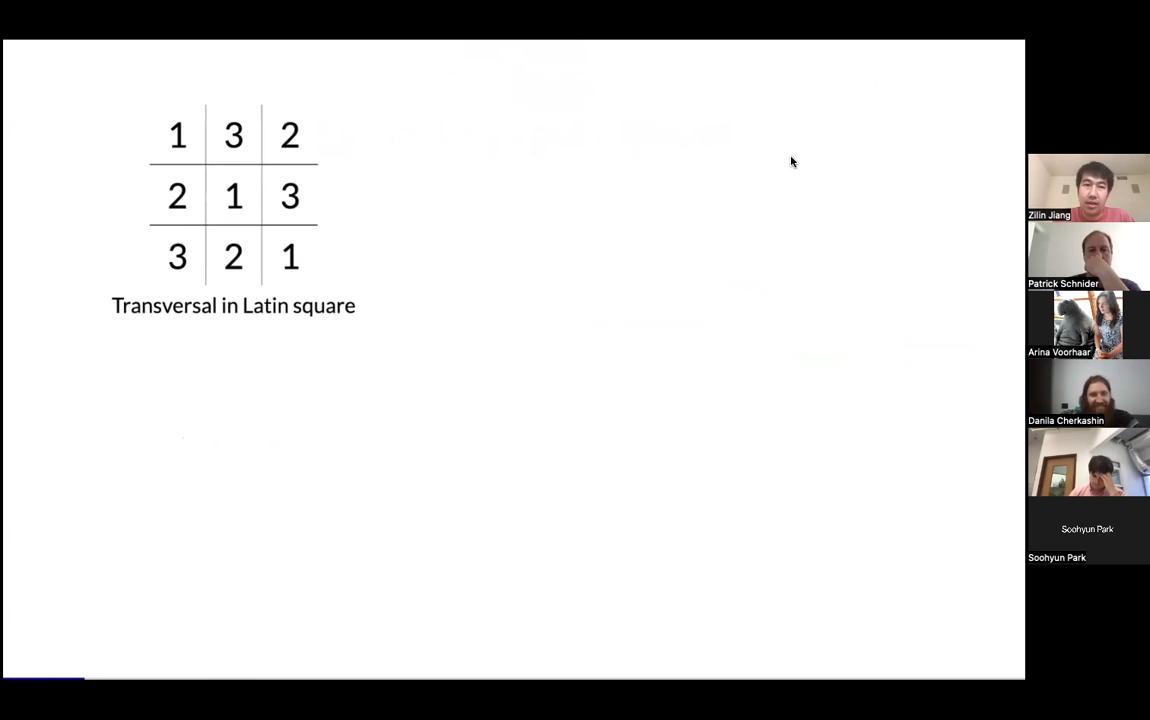 1 3 2
2 1 3
3 2 1
Transversal in Latin square
Zilin Jiang
Patrick Schnider
Arina Voorhaar
Danila Cherkashin
Soohyun Park
Soohyun Park